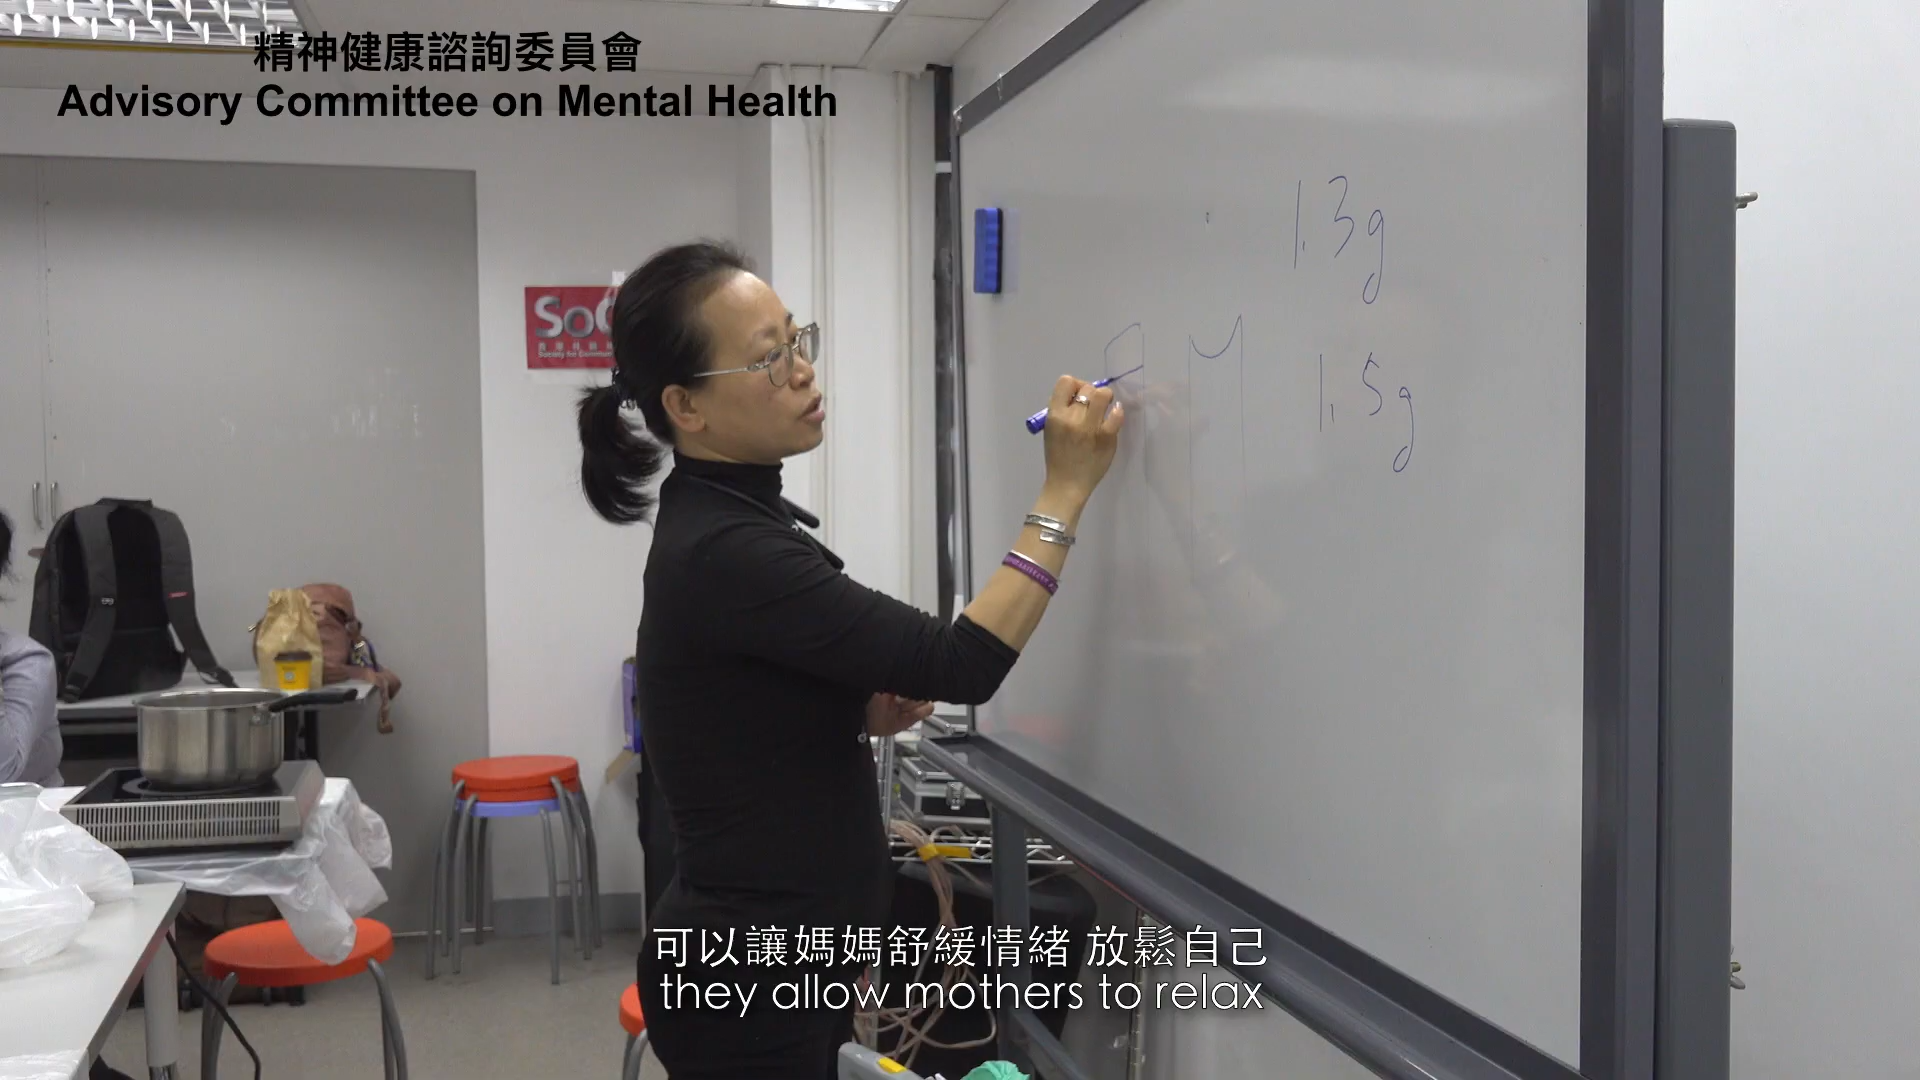 精神健康諮詢委員會
Advisory Committee on Mental Health
1.3g
1.5g
可以讓媽媽舒緩情緒 放鬆自己
they allow mothers to relax